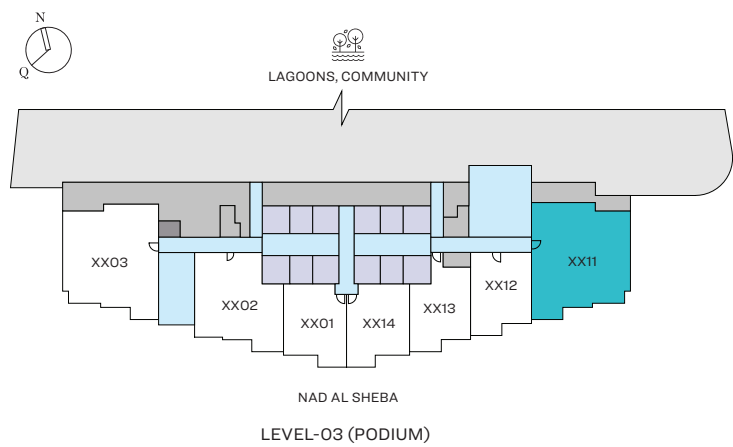 N
Q
LAGOONS, COMMUNITY
XX03
XX02
XX01
XX14
XX13
XX12
XX11
NAD AL SHEBA
LEVEL-03 (PODIUM)